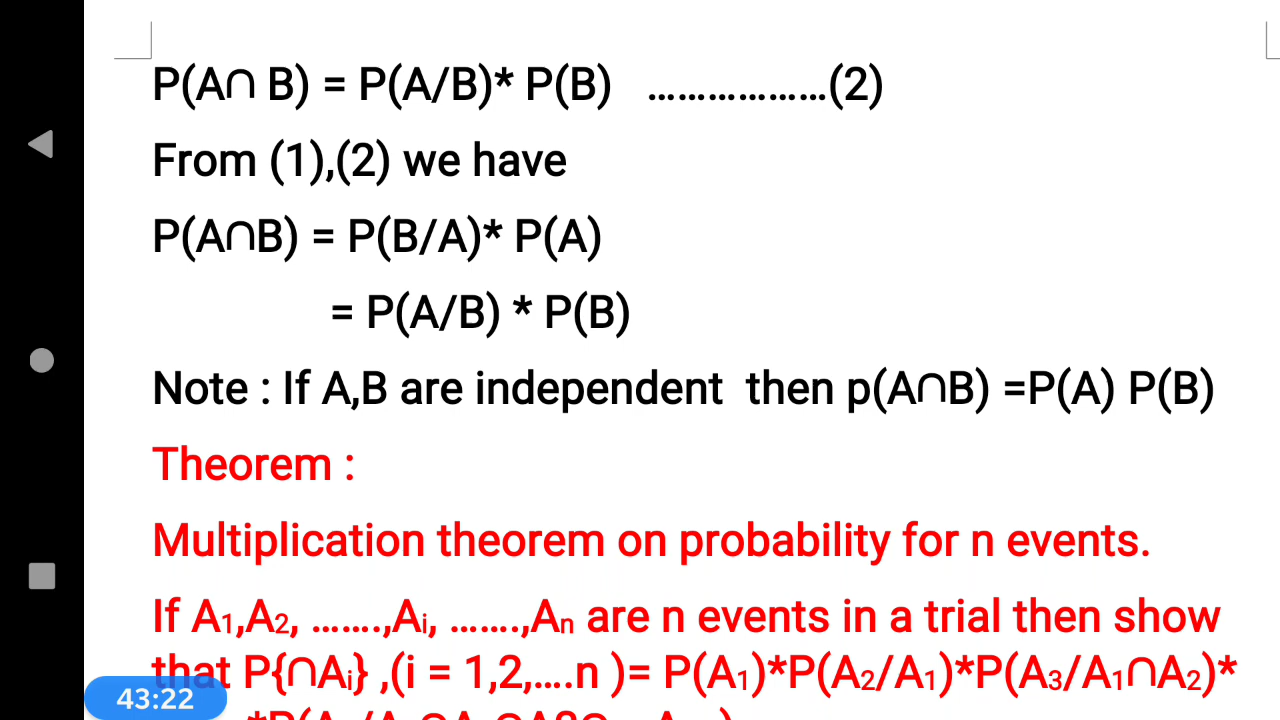 P(A∩ B) = P(A/B)* P(B) ..................(2)
From (1),(2) we have
P(A∩B) = P(B/A)* P(A)
= P(A/B) * P(B)
Note : If A,B are independent then p(A∩B) =P(A) P(B)
Theorem :
Multiplication theorem on probability for n events.
If A₁,A₂, .......,Aᵢ, .......,Aₙ are n events in a trial then show
that P{∩Aᵢ} ,(i = 1,2,....n )= P(A₁)*P(A₂/A₁)*P(A₃/A₁∩A₂)*
43:22